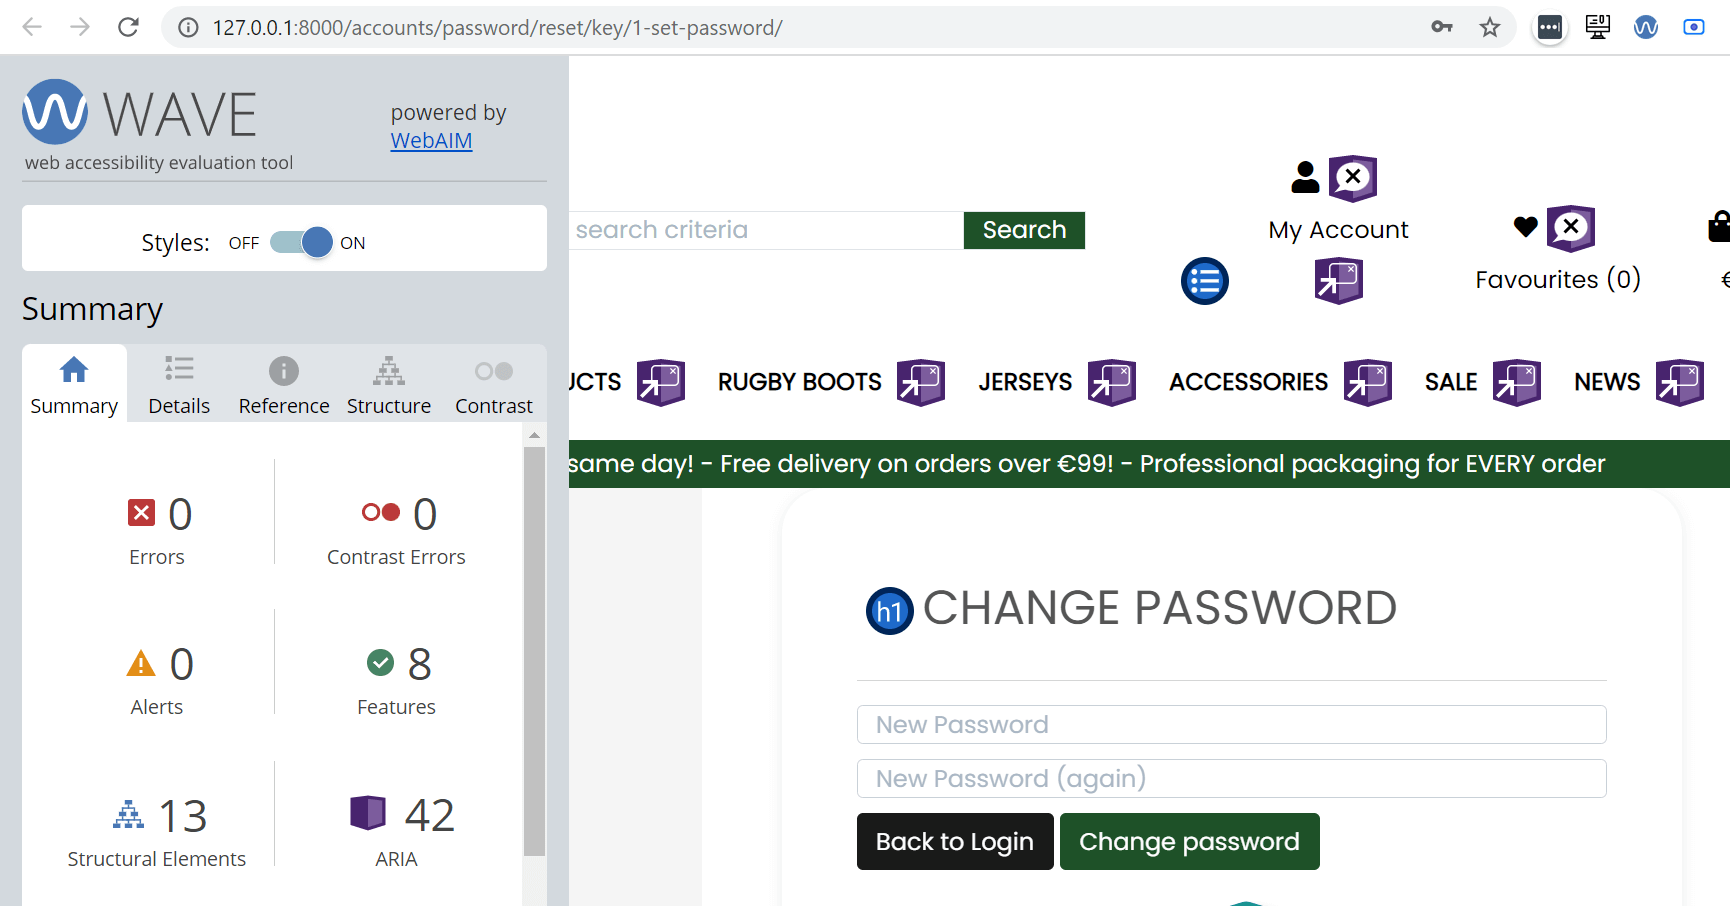 127.0.0.1:8000/accounts/password/reset/key/1-set-password/
WAVE
web accessibility evaluation tool
powered by
WebAIM
Styles: OFF ON
Summary
Summary Details Reference Structure Contrast
0 Errors
0 Contrast Errors
0 Alerts
8 Features
13 Structural Elements
42 ARIA
search criteria
Search
My Account
Favourites (0)
€
UCTS RUGBY BOOTS JERSEYS ACCESSORIES SALE NEWS
same day! - Free delivery on orders over €99! - Professional packaging for EVERY order
h1 CHANGE PASSWORD
New Password
New Password (again)
Back to Login Change password